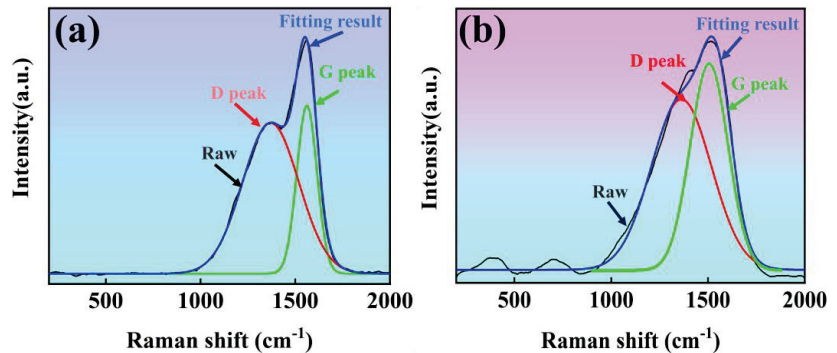 (a)
Fitting result
G peak
D peak
Raw
Intensity(a.u.)
500
1000
1500
2000
Raman shift (cm-1)
(b)
Fitting result
D peak
G peak
Raw
Intensity(a.u.)
500
1000
1500
2000
Raman shift (cm-1)